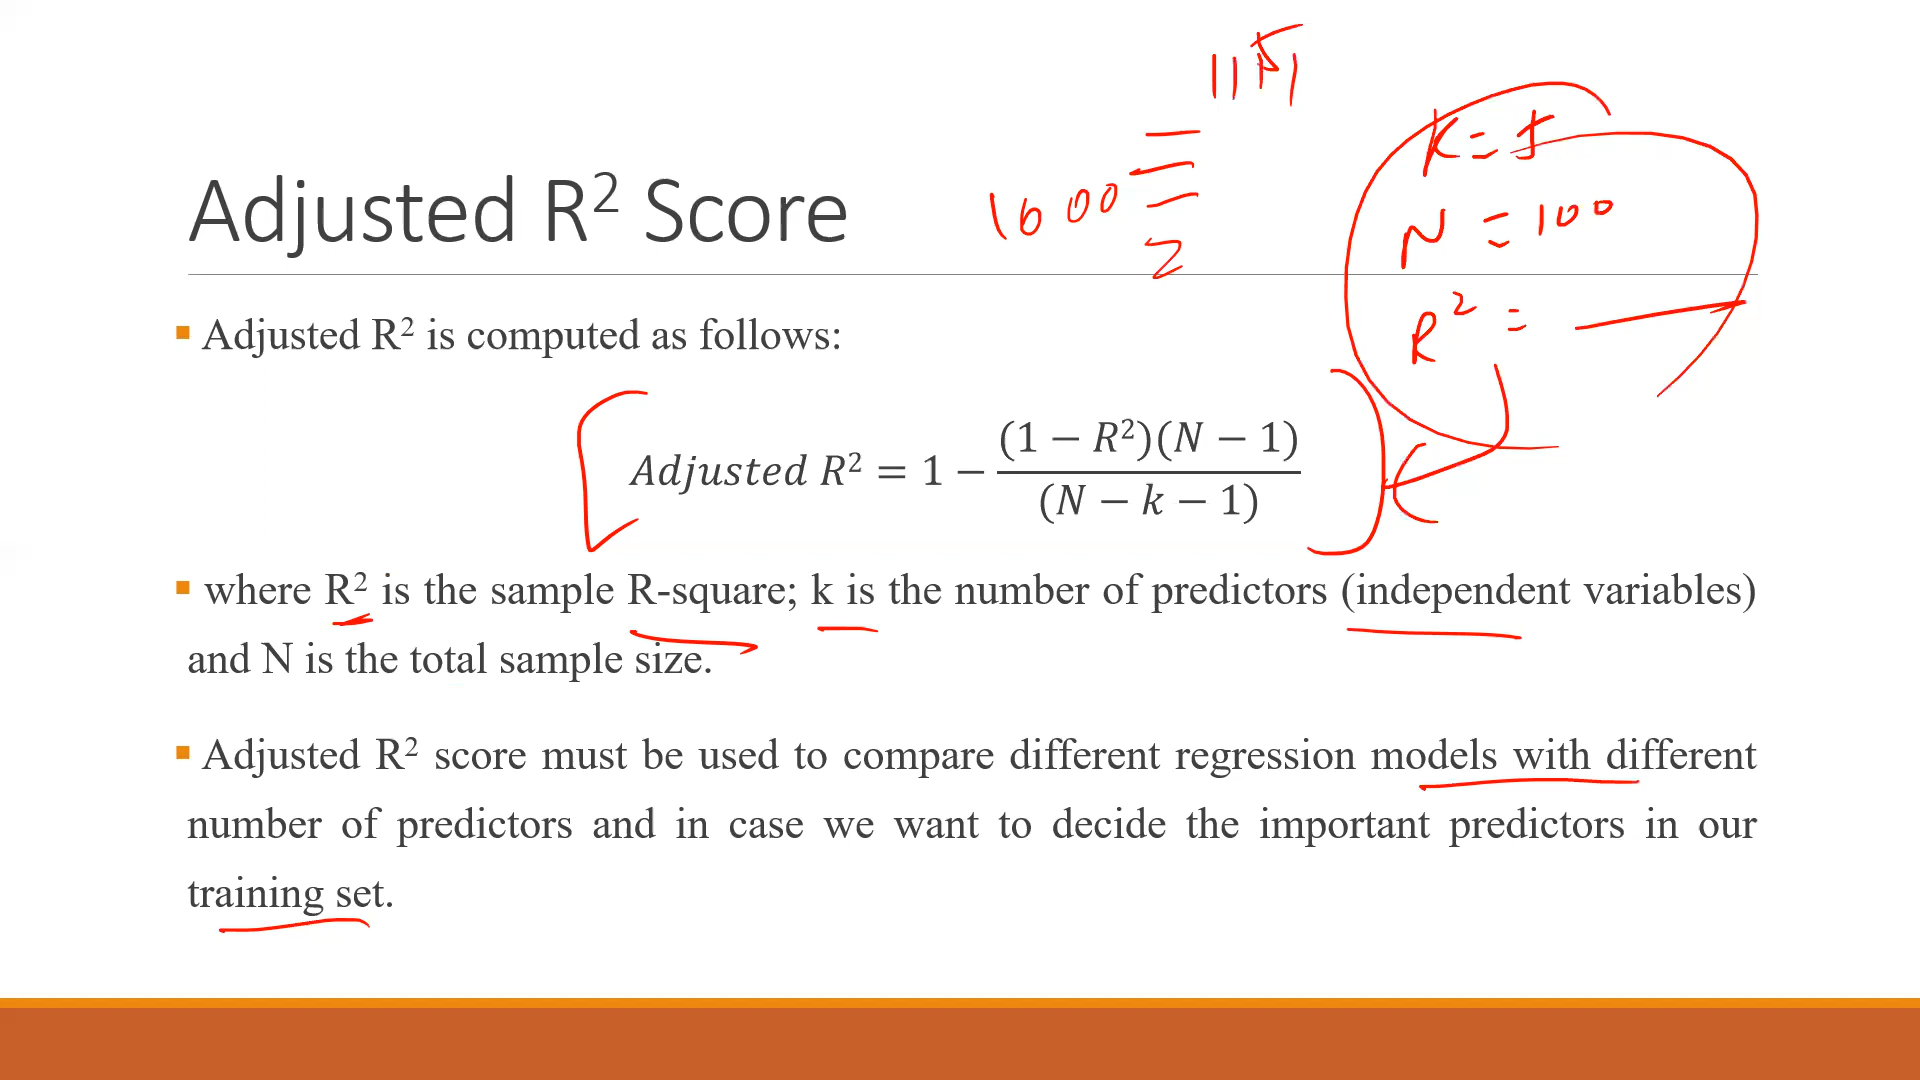 K = 5
N = 100
1000
R² =
Adjusted R² Score
Adjusted R² is computed as follows:
Adjusted R² = 1 − (1 − R²)(N − 1) / (N − k − 1)
where R² is the sample R-square; k is the number of predictors (independent variables)
and N is the total sample size.
Adjusted R² score must be used to compare different regression models with different
number of predictors and in case we want to decide the important predictors in our
training set.